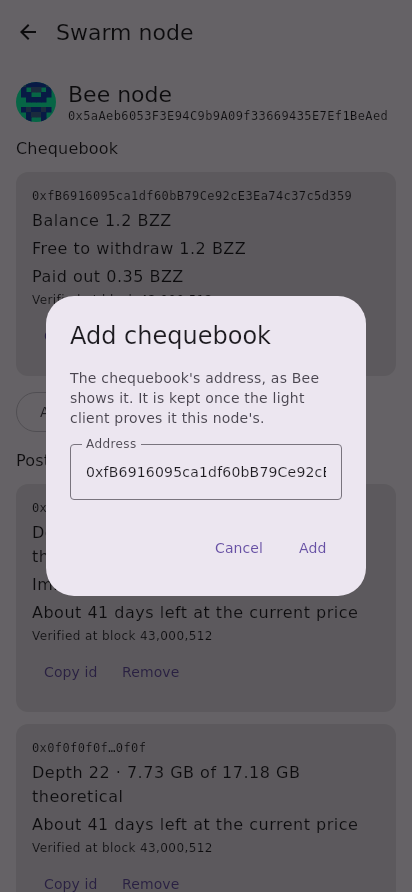 Swarm node
Bee node
0x5aAeb6053F3E94C9b9A09f33669435E7Ef1BeAed
Chequebook
0xfB6916095ca1df60bB79Ce92cE3Ea74c37c5d359
Balance 1.2 BZZ
Free to withdraw 1.2 BZZ
Paid out 0.35 BZZ
Add chequebook
The chequebook's address, as Bee
shows it. It is kept once the light
client proves it this node's.
Address
0xfB6916095ca1df60bB79Ce92cE
Cancel
Add
About 41 days left at the current price
Verified at block 43,000,512
Copy id
Remove
0x0f0f0f0f…0f0f
Depth 22 · 7.73 GB of 17.18 GB
theoretical
About 41 days left at the current price
Verified at block 43,000,512
Copy id
Remove